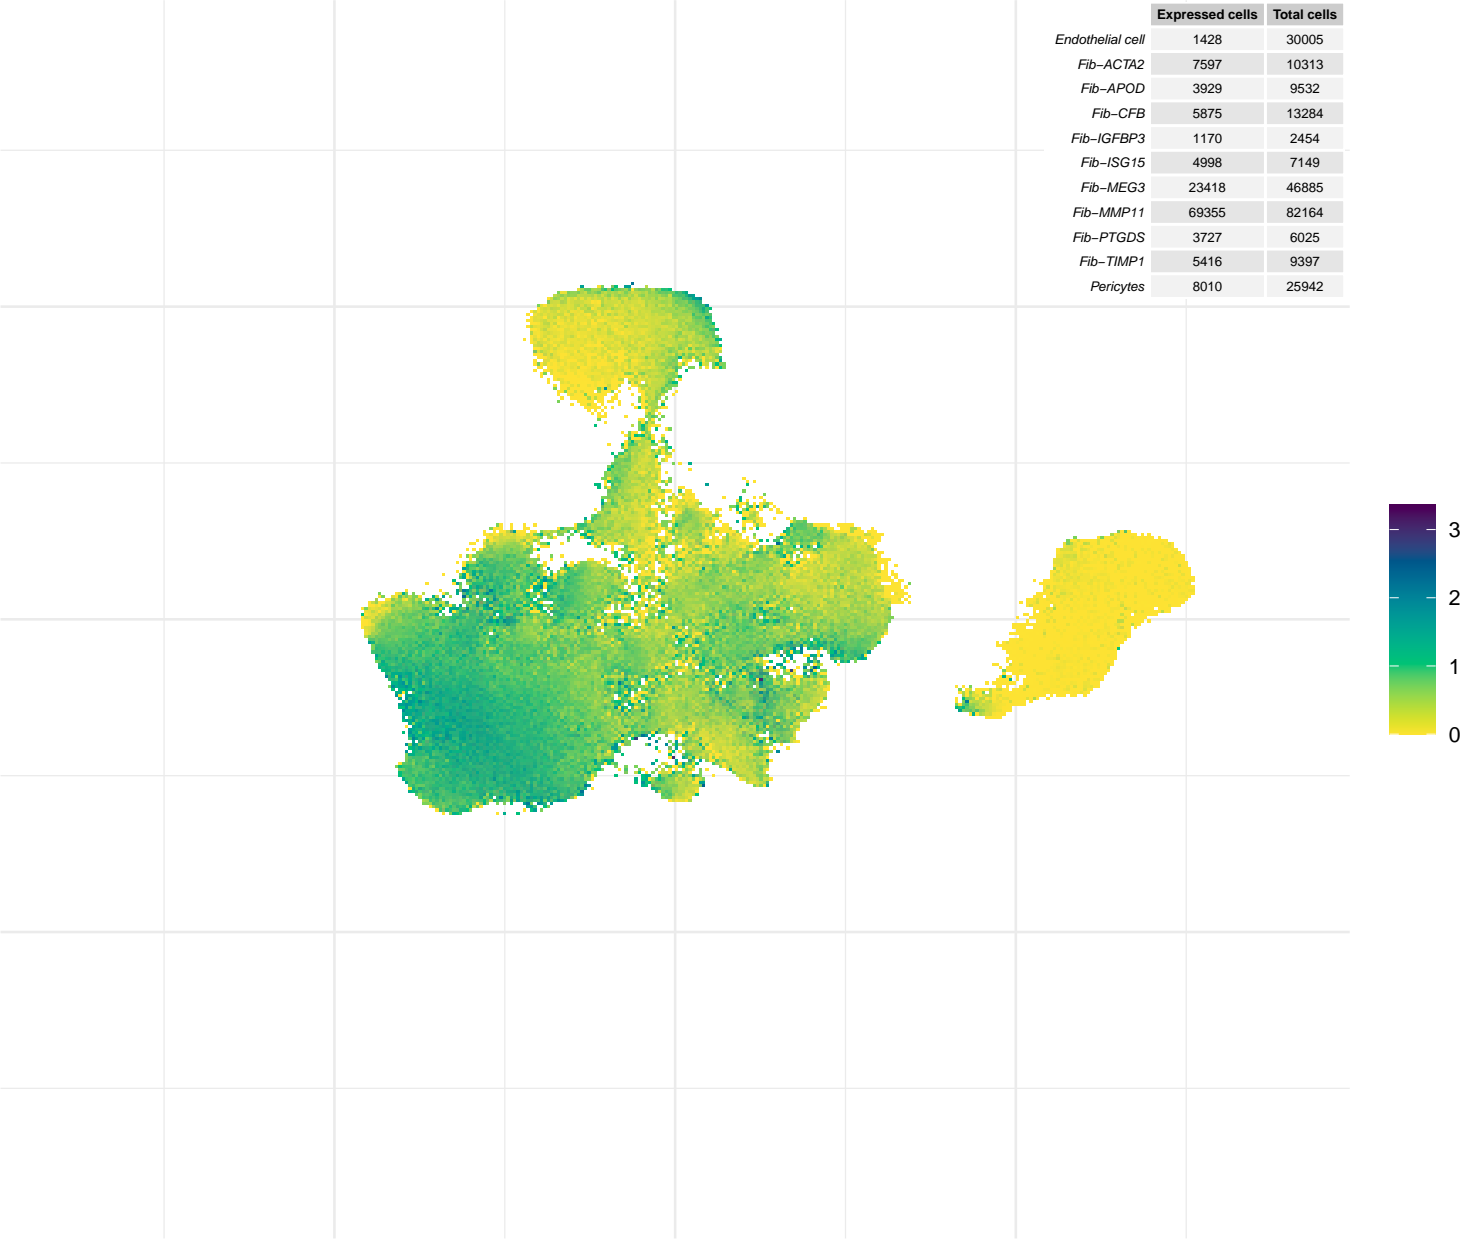 Expressed cells Total cells
Endothelial cell 1428 30005
Fib−ACTA2 7597 10313
Fib−APOD 3929 9532
Fib−CFB 5875 13284
Fib−IGFBP3 1170 2454
Fib−ISG15 4998 7149
Fib−MEG3 23418 46885
Fib−MMP11 69355 82164
Fib−PTGDS 3727 6025
Fib−TIMP1 5416 9397
Pericytes 8010 25942
3
2
1
0